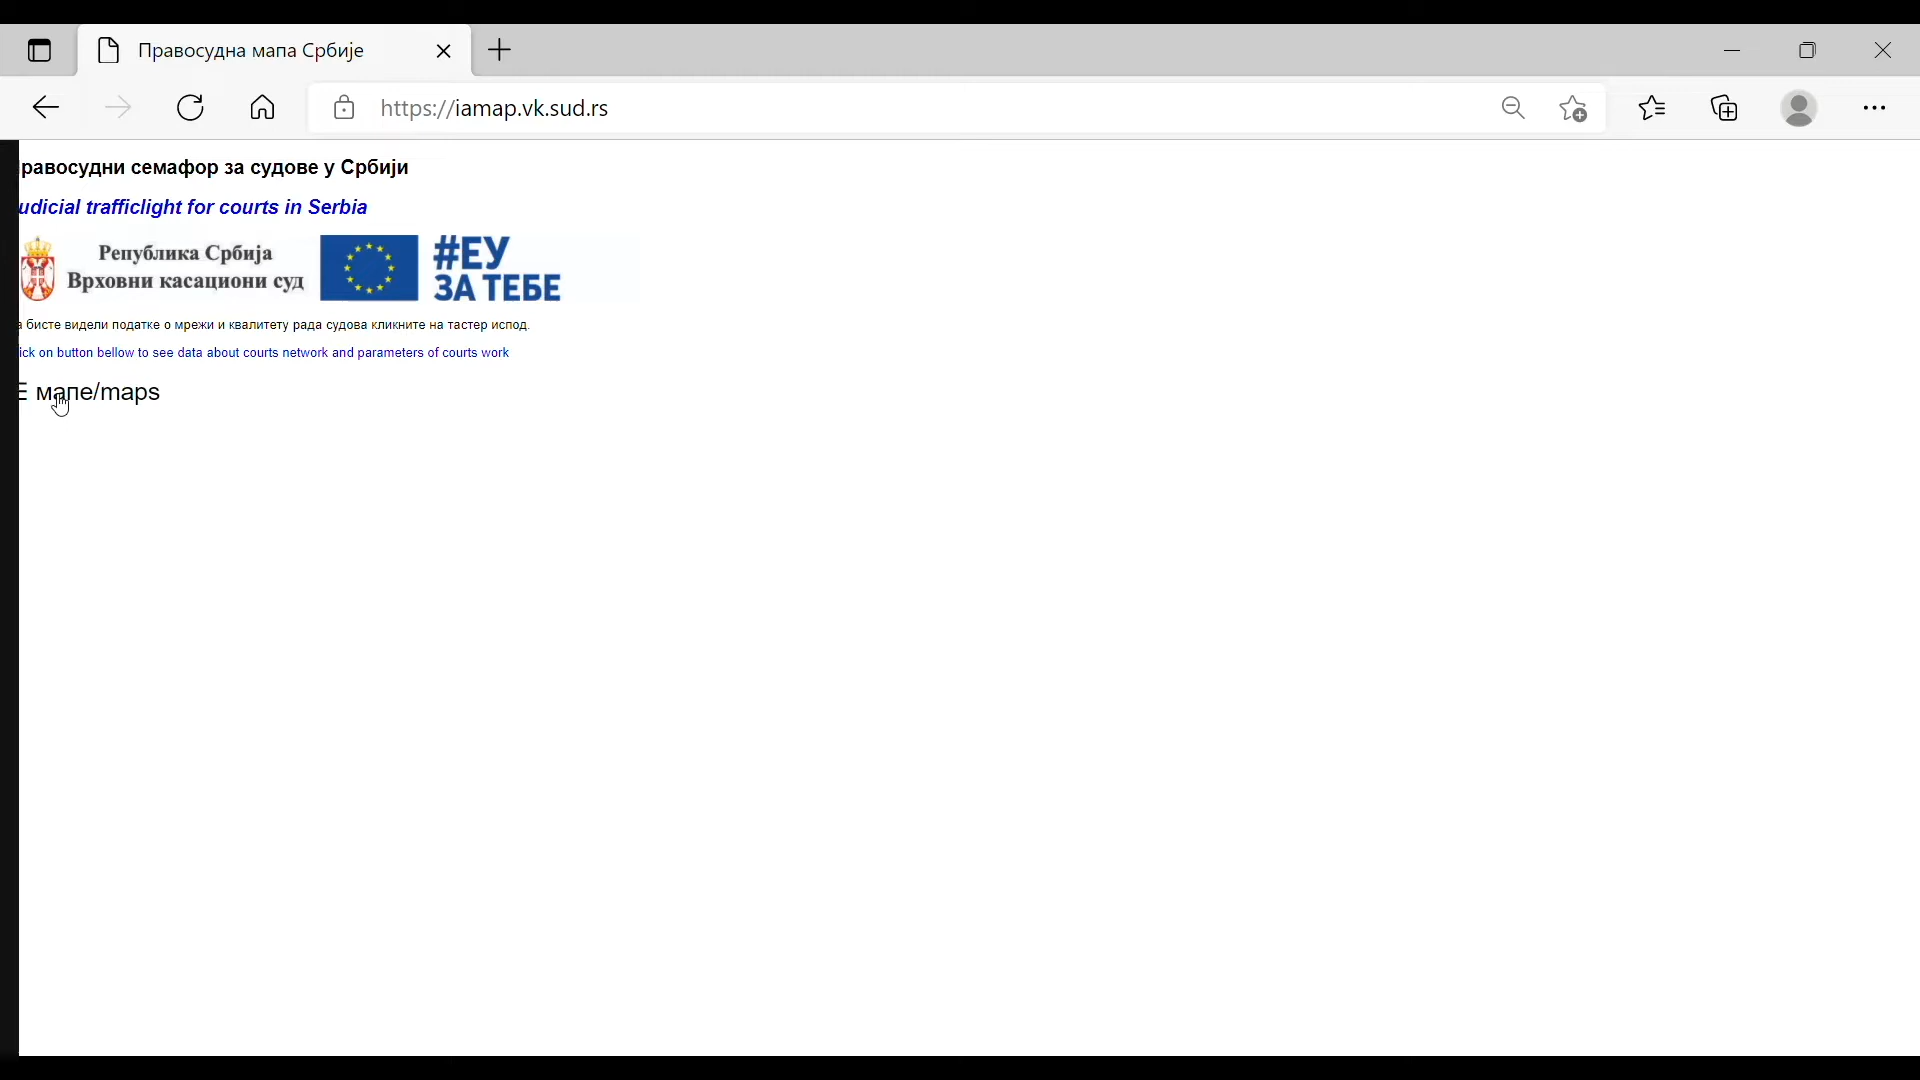 Правосудна мапа Србије
https://iamap.vk.sud.rs
равосудни семафор за судове у Србији
udicial trafficlight for courts in Serbia
Република Србија
Врховни касациони суд
#ЕУ
ЗА ТЕБЕ
а бисте видели податке о мрежи и квалитету рада судова кликните на тастер испод.
ick on button bellow to see data about courts network and parameters of courts work
☰ мапе/maps